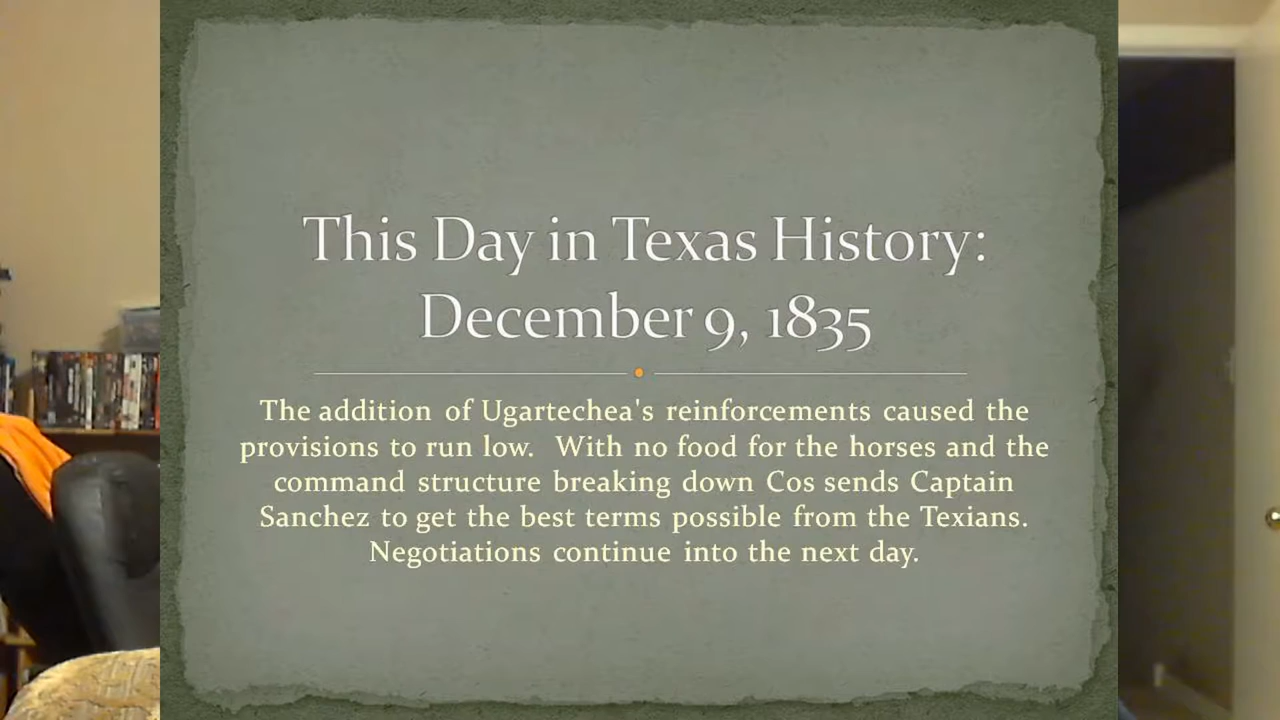 This Day in Texas History:
December 9, 1835
The addition of Ugartechea's reinforcements caused the
provisions to run low.  With no food for the horses and the
command structure breaking down Cos sends Captain
Sanchez to get the best terms possible from the Texians.
Negotiations continue into the next day.